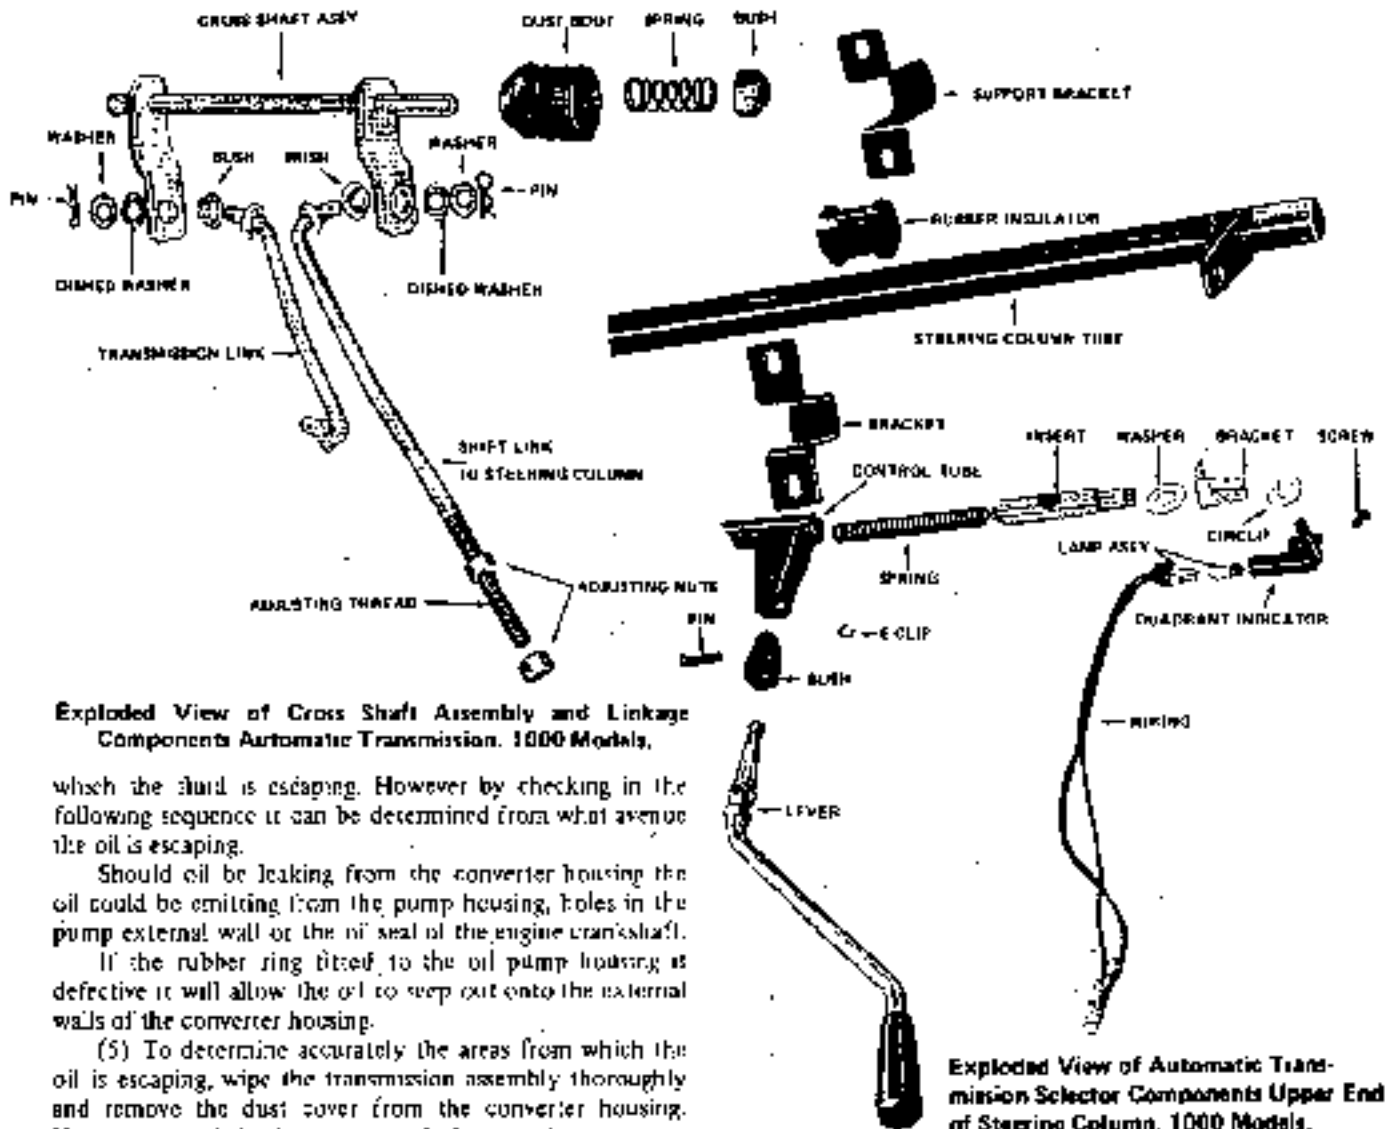 CROSS SHAFT ASSY
DUST BOOT
SPRING
BUSH
SUPPORT BRACKET
WASHER
BUSH
BUSH
WASHER
PIN
PIN
RUBBER INSULATOR
DISHED WASHER
DISHED WASHER
STEERING COLUMN TUBE
TRANSMISSION LINK
BRACKET
INSERT
WASHER
BRACKET
SCREW
SHIFT LINK
TO STEERING COLUMN
CONTROL TUBE
CIRCLIP
LAMP ASSY
SPRING
ADJUSTING NUTS
ADJUSTING THREAD
QUADRANT INDICATOR
PIN
E CLIP
BUSH
WIRING
LEVER
Exploded View of Cross Shaft Assembly and Linkage
Components Automatic Transmission. 1000 Models.
which the fluid is escaping. However by checking in the
following sequence it can be determined from what avenue
the oil is escaping.
Should oil be leaking from the converter housing the
oil could be emitting from the pump housing, holes in the
pump external wall or the oil seal of the engine crankshaft.
If the rubber ring fitted to the oil pump housing is
defective it will allow the oil to seep out onto the external
walls of the converter housing.
(5) To determine accurately the areas from which the
oil is escaping, wipe the transmission assembly thoroughly
and remove the dust cover from the converter housing.
Exploded View of Automatic Trans-
mission Selector Components Upper End
of Steering Column. 1000 Models.